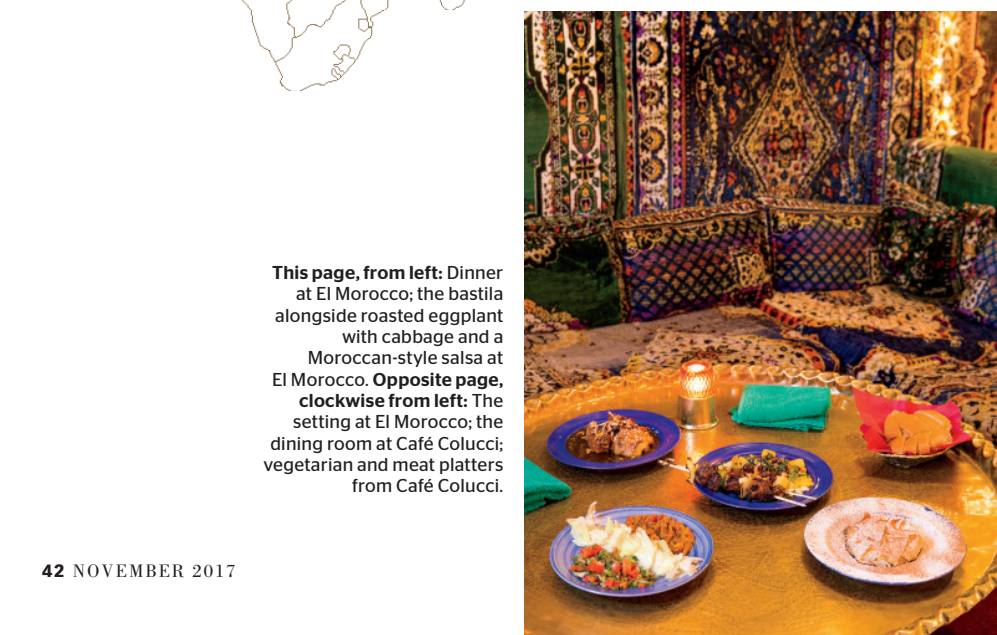 This page, from left: Dinner
at El Morocco; the bastila
alongside roasted eggplant
with cabbage and a
Moroccan-style salsa at
El Morocco. Opposite page,
clockwise from left: The
setting at El Morocco; the
dining room at Café Colucci;
vegetarian and meat platters
from Café Colucci.
42 NOVEMBER 2017